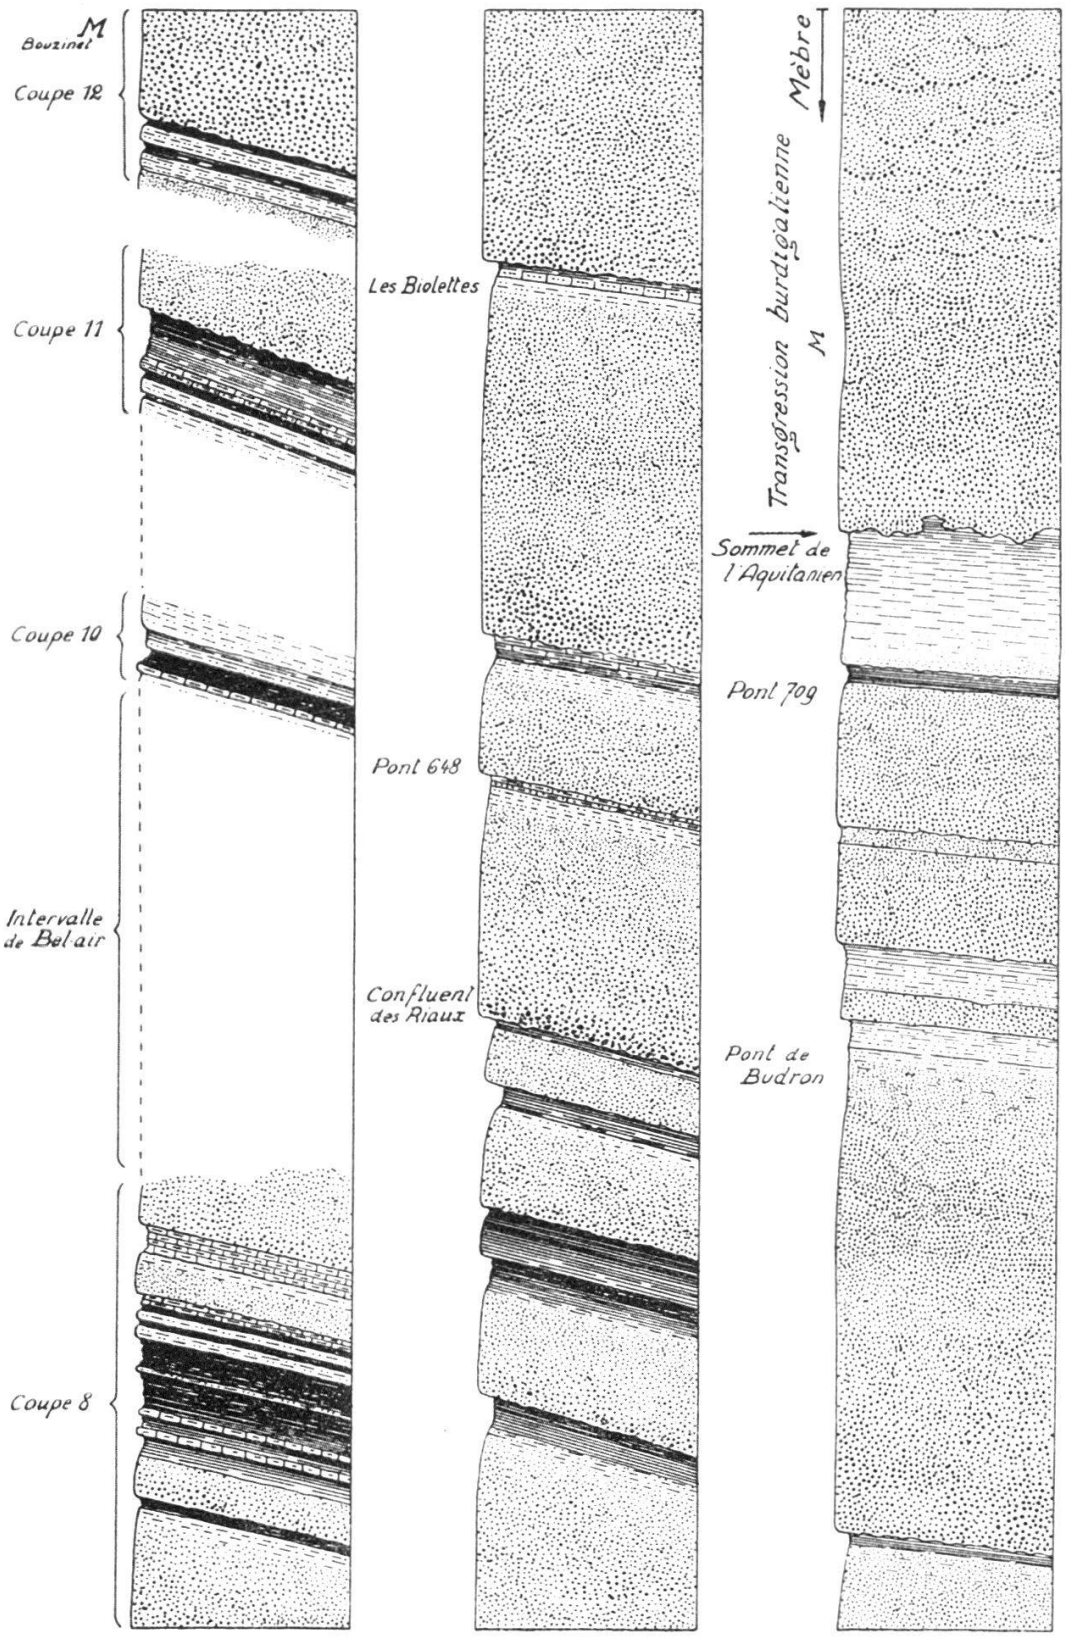 M
Bouzinet
Coupe 12
Coupe 11
Coupe 10
Intervalle
de Bel-air
Coupe 8
Les Biolettes
Pont 648
Confluent
des Riaux
Mèbre
Transgression burdigalienne
M
Sommet de
l'Aquitanien
Pont 709
Pont de
Budron